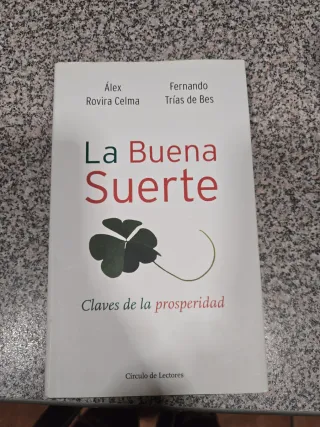 Álex Fernando
Rovira Celma Trías de Bes
La Buena
Suerte
Claves de la prosperidad
Círculo de Lectores